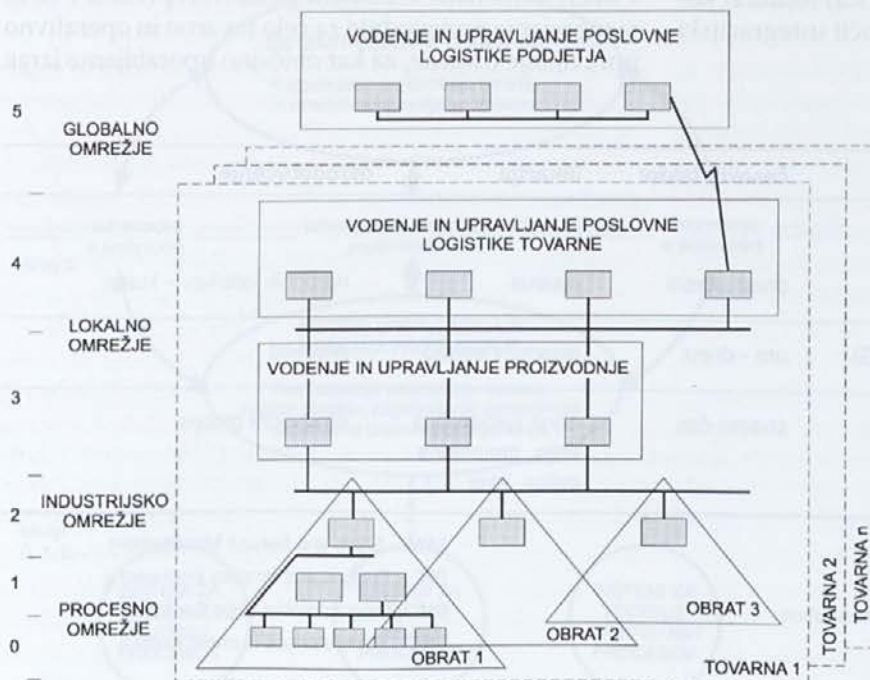 VODENJE IN UPRAVLJANJE POSLOVNE
LOGISTIKE PODJETJA
5
GLOBALNO
OMREŽJE
VODENJE IN UPRAVLJANJE POSLOVNE
LOGISTIKE TOVARNE
4
LOKALNO
OMREŽJE
VODENJE IN UPRAVLJANJE PROIZVODNJE
3
2
INDUSTRIJSKO
OMREŽJE
1
PROCESNO
OMREŽJE
0
OBRAT 1
OBRAT 2
OBRAT 3
TOVARNA 1
TOVARNA 2
TOVARNA n